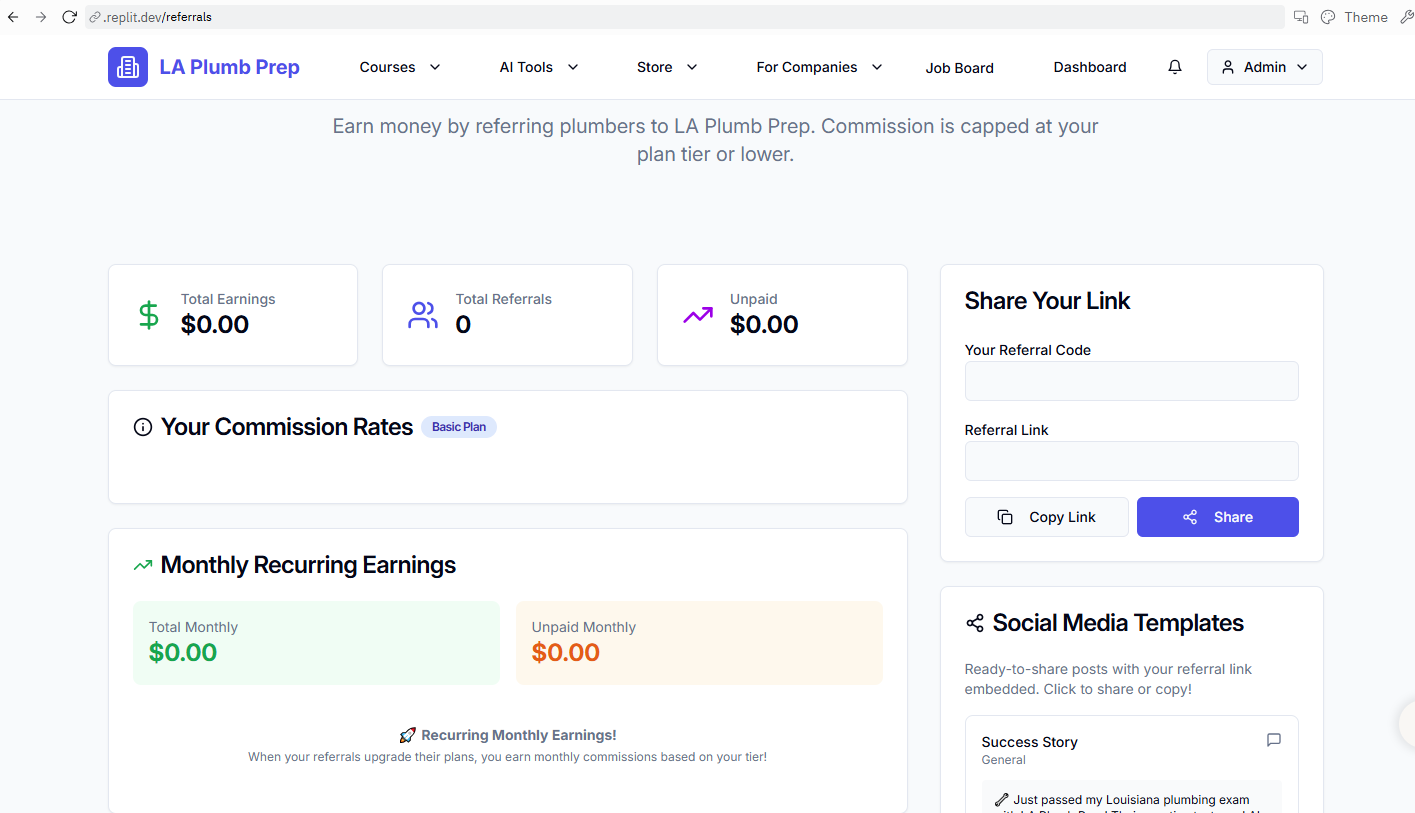 .replit.dev/referrals
Theme
LA Plumb Prep
Courses
AI Tools
Store
For Companies
Job Board
Dashboard
Admin
Earn money by referring plumbers to LA Plumb Prep. Commission is capped at your
plan tier or lower.
Total Earnings
$0.00
Total Referrals
0
Unpaid
$0.00
Your Commission Rates
Basic Plan
Monthly Recurring Earnings
Total Monthly
$0.00
Unpaid Monthly
$0.00
🚀 Recurring Monthly Earnings!
When your referrals upgrade their plans, you earn monthly commissions based on your tier!
Share Your Link
Your Referral Code
Referral Link
Copy Link
Share
Social Media Templates
Ready-to-share posts with your referral link
embedded. Click to share or copy!
Success Story
General
Just passed my Louisiana plumbing exam